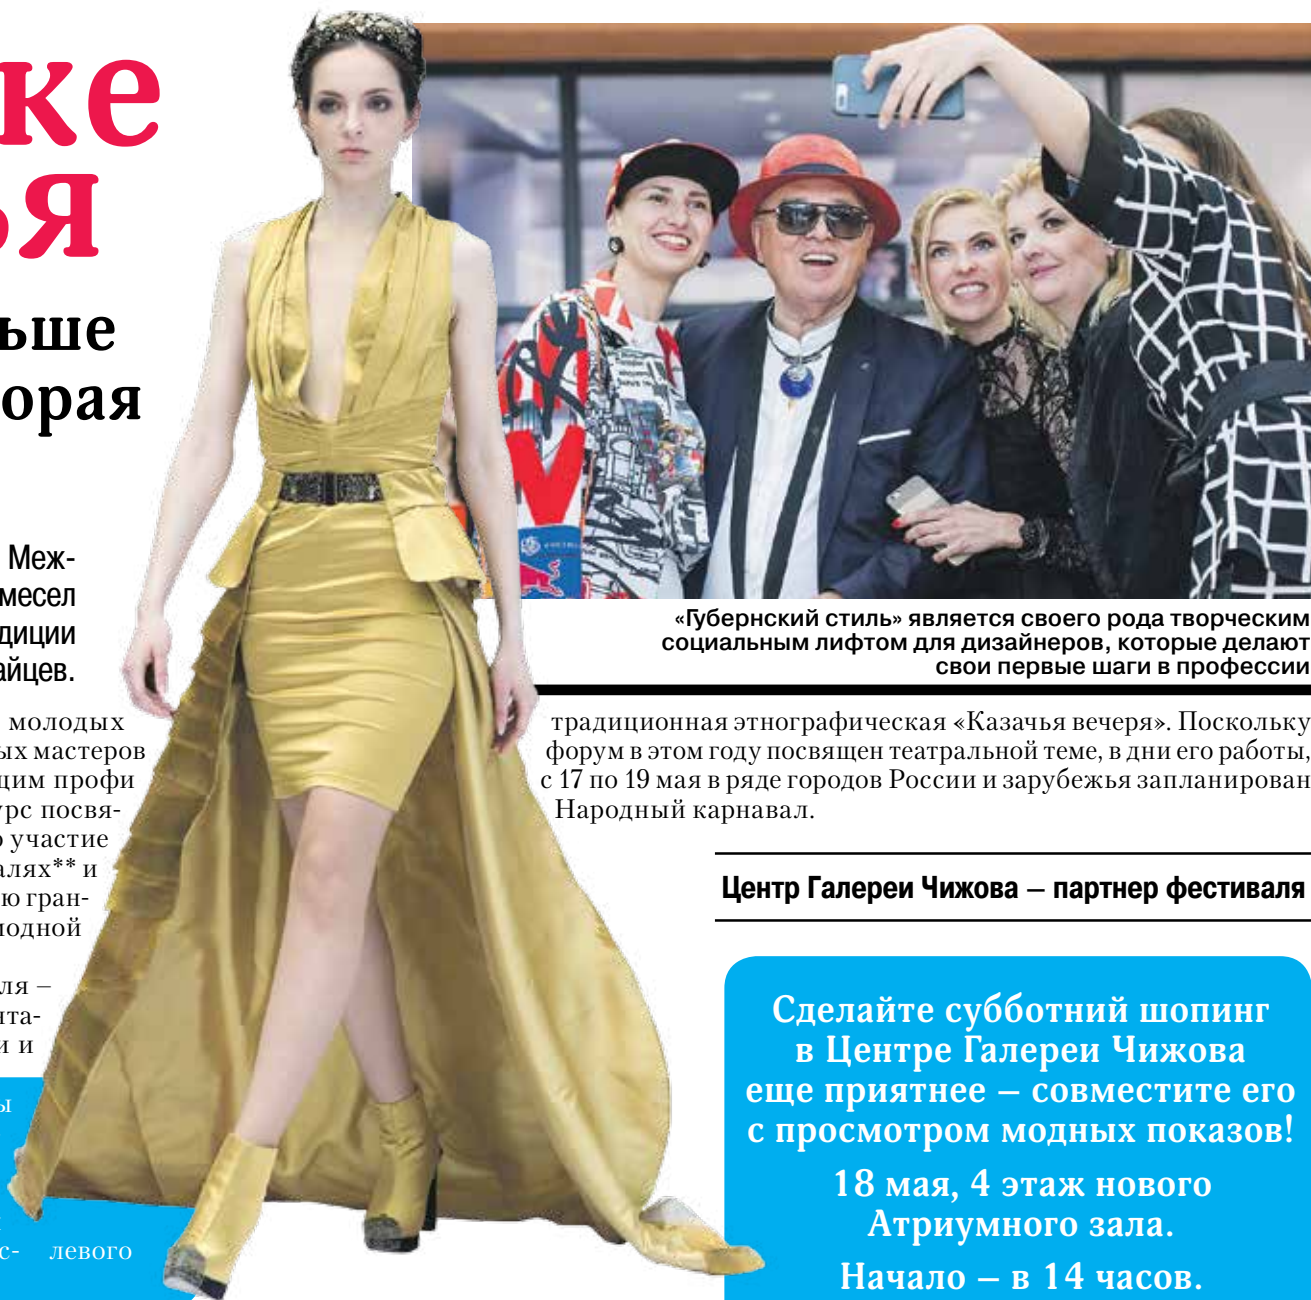 ке
ья
ьше
орая
Меж-
месел
диции
айцев.
молодых
ых мастеров
щим профи
урс посвя-
о участие
алях** и
ю гран-
модной
ля –
нта-
и и
ы
с- левого
«Губернский стиль» является своего рода творческим
социальным лифтом для дизайнеров, которые делают
свои первые шаги в профессии
традиционная этнографическая «Казачья вечеря». Поскольку
форум в этом году посвящен театральной теме, в дни его работы,
с 17 по 19 мая в ряде городов России и зарубежья запланирован
Народный карнавал.
Центр Галереи Чижова – партнер фестиваля
Сделайте субботний шопинг
в Центре Галереи Чижова
еще приятнее – совместите его
с просмотром модных показов!
18 мая, 4 этаж нового
Атриумного зала.
Начало – в 14 часов.